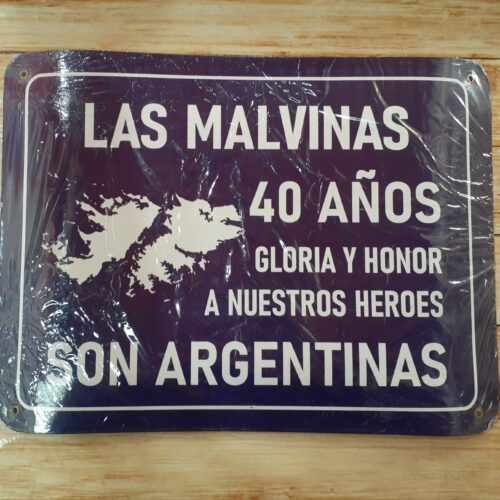 LAS MALVINAS
40 AÑOS
GLORIA Y HONOR
A NUESTROS HEROES
SON ARGENTINAS